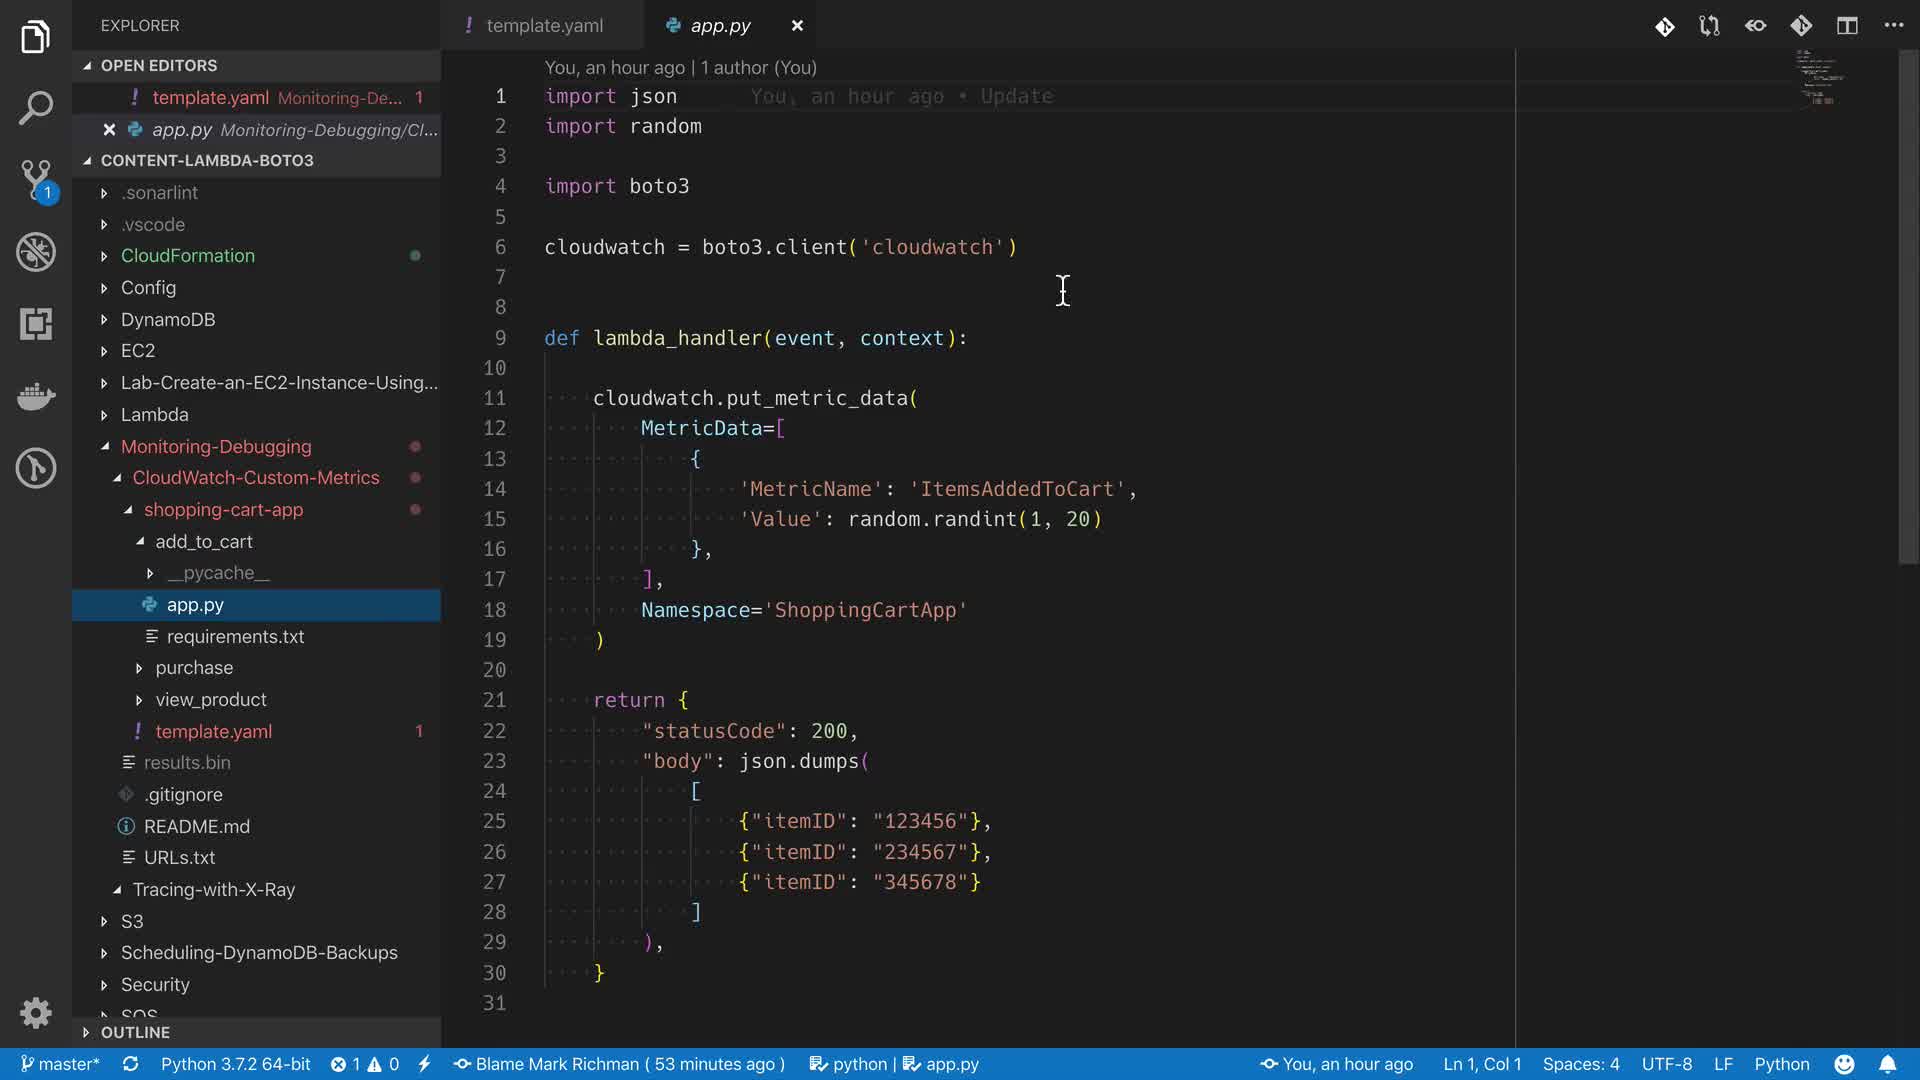 EXPLORER
OPEN EDITORS
! template.yaml Monitoring-De... 1
app.py Monitoring-Debugging/Cl...
CONTENT-LAMBDA-BOTO3
.sonarlint
.vscode
CloudFormation
Config
DynamoDB
EC2
Lab-Create-an-EC2-Instance-Using...
Lambda
Monitoring-Debugging
CloudWatch-Custom-Metrics
shopping-cart-app
add_to_cart
__pycache__
app.py
requirements.txt
purchase
view_product
! template.yaml 1
results.bin
.gitignore
README.md
URLs.txt
Tracing-with-X-Ray
S3
Scheduling-DynamoDB-Backups
Security
SQS
OUTLINE
1
! template.yaml
app.py
You, an hour ago | 1 author (You)
1 import json You, an hour ago • Update
2 import random
3
4 import boto3
5
6 cloudwatch = boto3.client('cloudwatch')
7
8
9 def lambda_handler(event, context):
10
11 cloudwatch.put_metric_data(
12 MetricData=[
13 {
14 'MetricName': 'ItemsAddedToCart',
15 'Value': random.randint(1, 20)
16 },
17 ],
18 Namespace='ShoppingCartApp'
19 )
20
21 return {
22 "statusCode": 200,
23 "body": json.dumps(
24 [
25 {"itemID": "123456"},
26 {"itemID": "234567"},
27 {"itemID": "345678"}
28 ]
29 ),
30 }
31
master* Python 3.7.2 64-bit 1 0 Blame Mark Richman ( 53 minutes ago ) python | app.py You, an hour ago Ln 1, Col 1 Spaces: 4 UTF-8 LF Python